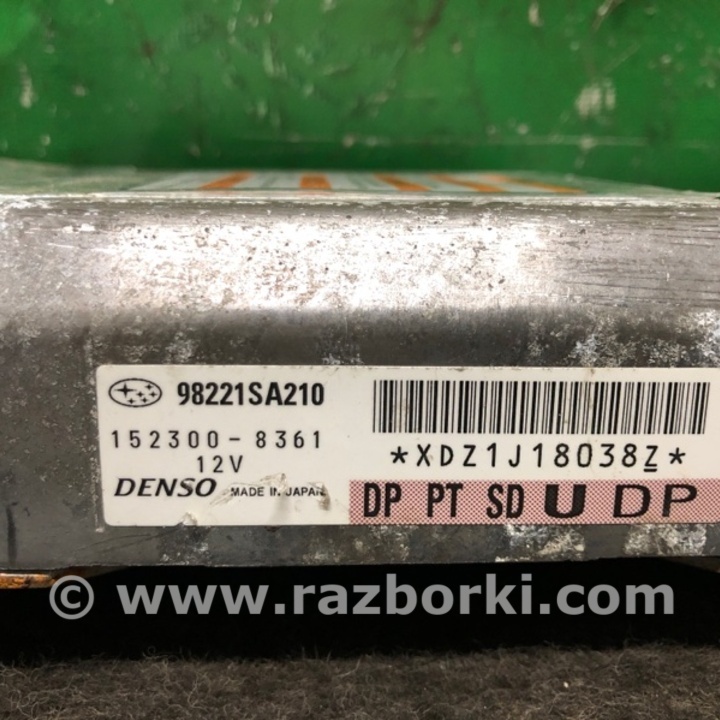 98221SA210
152300-8361
12V
DENSO MADE IN JAPAN
*XDZ1J18038Z*
DP PT SD U DP
© www.razborki.com